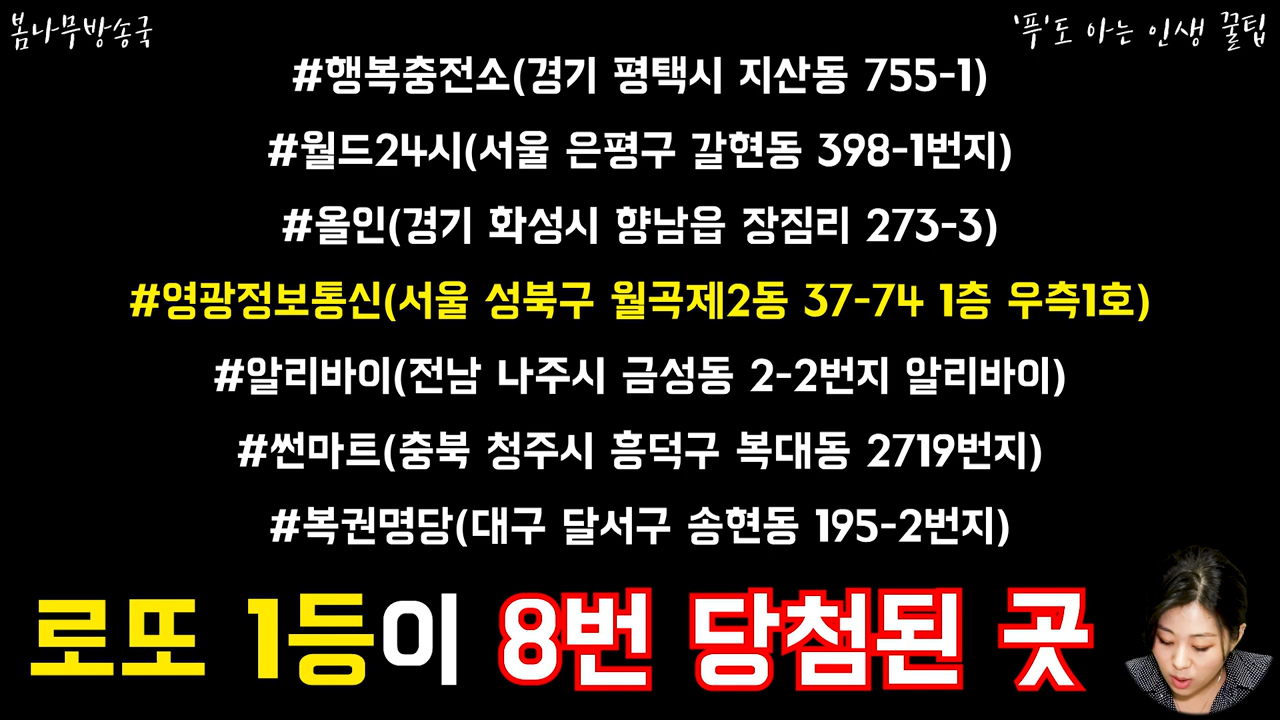 봄나무방송국
'푸'도 아는 인생 꿀팁
#행복충전소(경기 평택시 지산동 755-1)
#월드24시(서울 은평구 갈현동 398-1번지)
#올인(경기 화성시 향남읍 장짐리 273-3)
#영광정보통신(서울 성북구 월곡제2동 37-74 1층 우측1호)
#알리바이(전남 나주시 금성동 2-2번지 알리바이)
#썬마트(충북 청주시 흥덕구 복대동 2719번지)
#복권명당(대구 달서구 송현동 195-2번지)
로또 1등이 8번 당첨된 곳